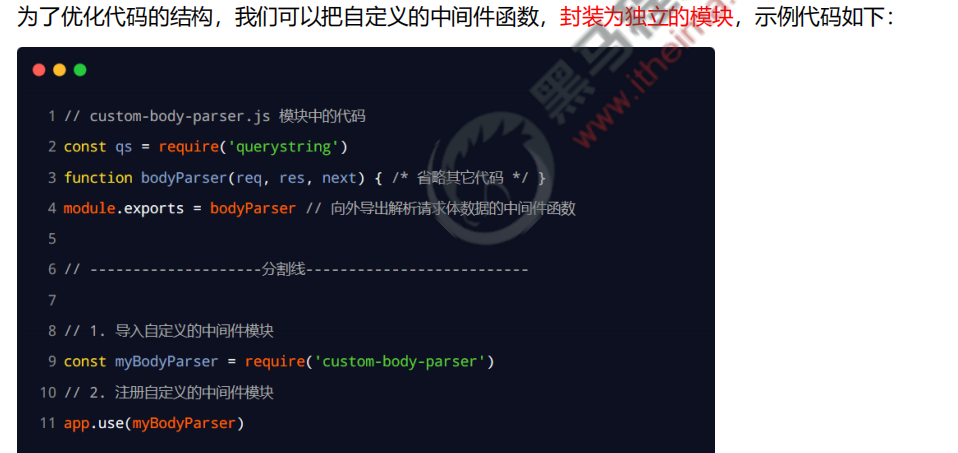 为了优化代码的结构，我们可以把自定义的中间件函数，封装为独立的模块，示例代码如下：
黑马程
www.itheima.
1 // custom-body-parser.js 模块中的代码
2 const qs = require('querystring')
3 function bodyParser(req, res, next) { /* 省略其它代码 */ }
4 module.exports = bodyParser // 向外导出解析请求体数据的中间件函数
5
6 // --------------------分割线--------------------------
7
8 // 1. 导入自定义的中间件模块
9 const myBodyParser = require('custom-body-parser')
10 // 2. 注册自定义的中间件模块
11 app.use(myBodyParser)